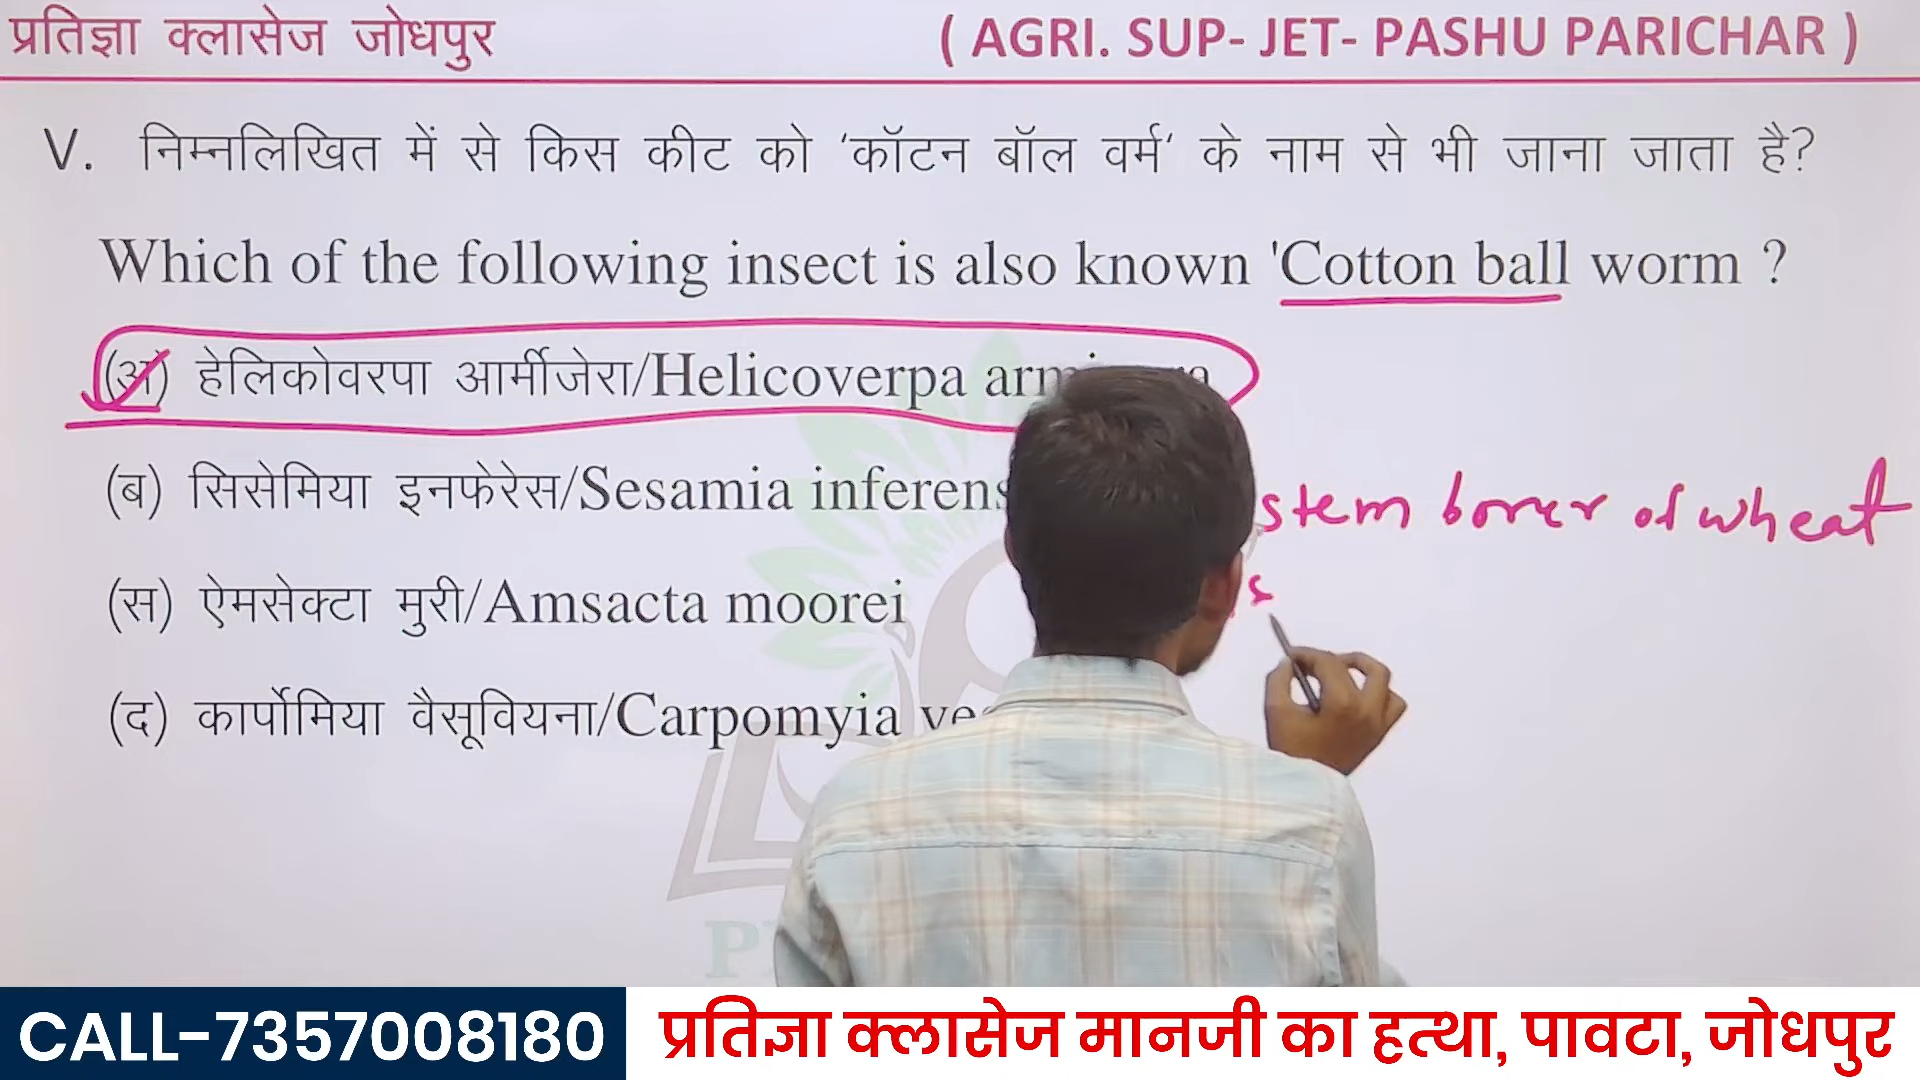 प्रतिज्ञा क्लासेज जोधपुर
( AGRI. SUP- JET- PASHU PARICHAR )
V. निम्नलिखित में से किस कीट को ‘कॉटन बॉल वर्म‘ के नाम से भी जाना जाता है?
Which of the following insect is also known 'Cotton ball worm ?
(अ) हेलिकोवरपा आर्मीजेरा/Helicoverpa
(ब) सिसेमिया इनफेरेस/Sesamia inferens
stem borer of wheat
(स) ऐमसेक्टा मुरी/Amsacta moorei
(द) कार्पोमिया वैसूवियना/Carpomyia
CALL-7357008180
प्रतिज्ञा क्लासेज मानजी का हत्था, पावटा, जोधपुर